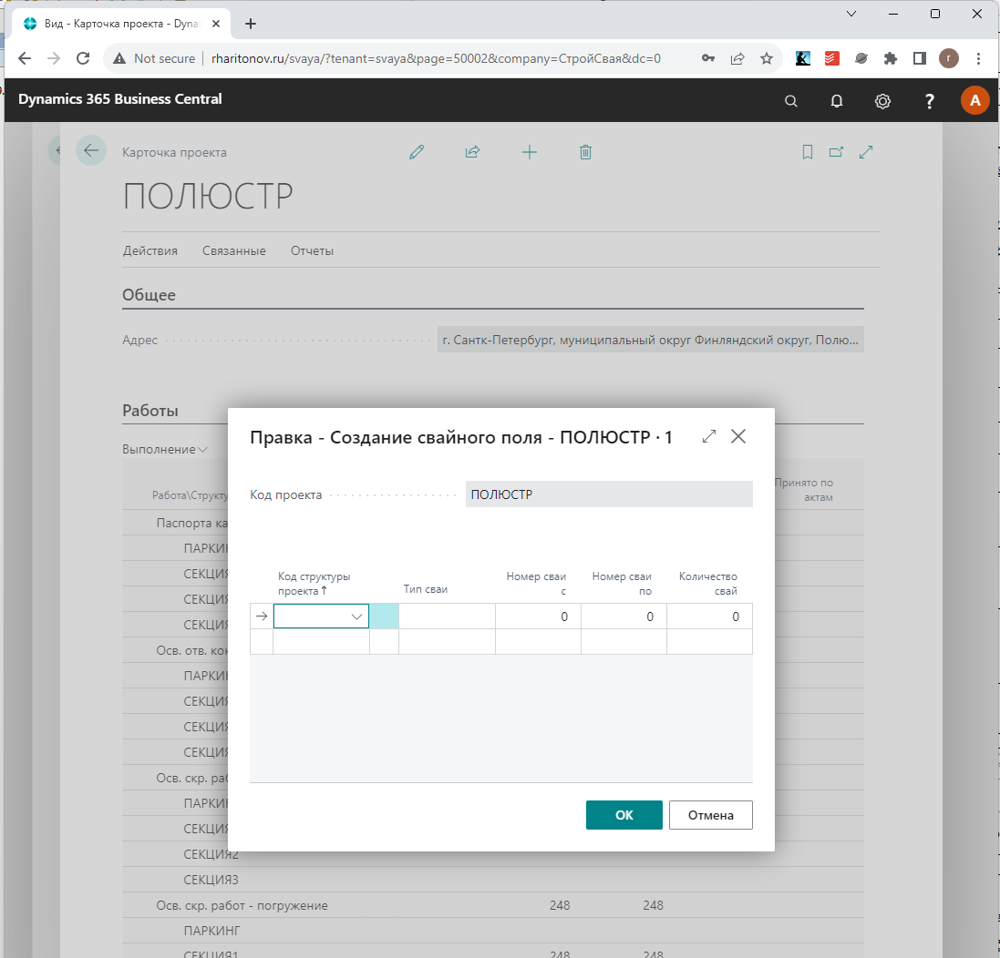 Вид - Карточка проекта - Dyna
Not secure
rharitonov.ru/svaya/?tenant=svaya&page=50002&company=СтройСвая&dc=0
r
Dynamics 365 Business Central
?
A
Карточка проекта
ПОЛЮСТР
Действия Связанные Отчеты
Общее
Адрес
г. Сантк-Петербург, муниципальный округ Финляндский округ, Полю...
Работы
Выполнение
Работа\Структу
Принято по
актам
Правка - Создание свайного поля - ПОЛЮСТР · 1
Код проекта
ПОЛЮСТР
Код структуры
проекта ↑
Тип сваи
Номер сваи
с
Номер сваи
по
Количество
свай
0 0 0
ОК
Отмена
Паспорта ка
ПАРКИН
СЕКЦИЯ
СЕКЦИЯ
СЕКЦИЯ
Осв. отв. кон
ПАРКИН
СЕКЦИЯ
СЕКЦИЯ
СЕКЦИЯ
Осв. скр. раб
ПАРКИН
СЕКЦИЯ
СЕКЦИЯ2
СЕКЦИЯ3
Осв. скр. работ - погружение 248 248
ПАРКИНГ
СЕКЦИЯ1 248 248